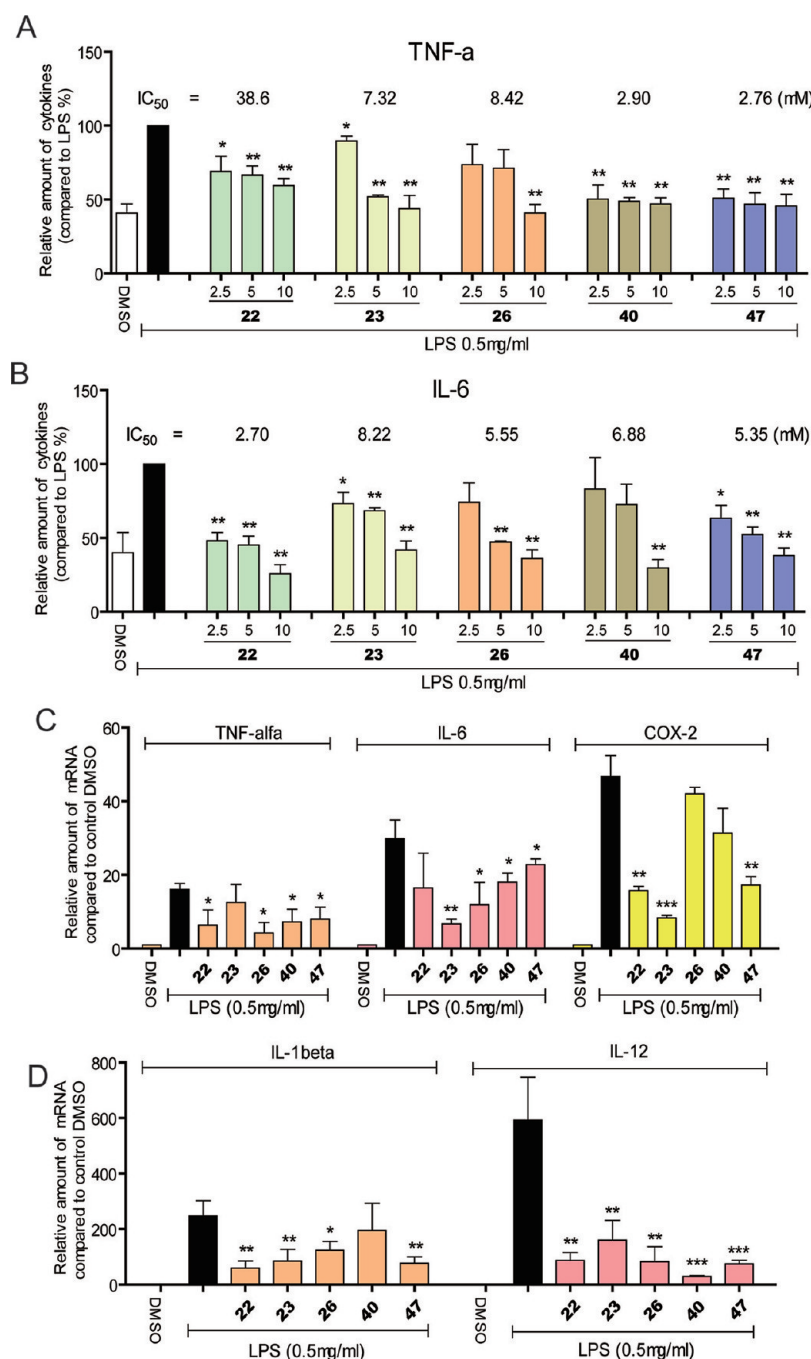 A
TNF-a
Relative amount of cytokines
(compared to LPS %)
150
100
50
0
IC50 = 38.6 7.32 8.42 2.90 2.76 (mM)
* ** ** * ** ** ** ** ** ** ** ** **
DMSO
2.5 5 10 2.5 5 10 2.5 5 10 2.5 5 10 2.5 5 10
22 23 26 40 47
LPS 0.5mg/ml
B
IL-6
Relative amount of cytokines
(compared to LPS %)
150
100
50
0
IC50 = 2.70 8.22 5.55 6.88 5.35 (mM)
** ** ** * ** ** ** ** ** * ** **
DMSO
2.5 5 10 2.5 5 10 2.5 5 10 2.5 5 10 2.5 5 10
22 23 26 40 47
LPS 0.5mg/ml
C
TNF-alfa IL-6 COX-2
Relative amount of mRNA
compared to control DMSO
60
40
20
0
* * * * ** * * * ** *** **
DMSO 22 23 26 40 47 DMSO 22 23 26 40 47 DMSO 22 23 26 40 47
LPS (0.5mg/ml) LPS (0.5mg/ml) LPS (0.5mg/ml)
D
IL-1beta IL-12
Relative amount of mRNA
compared to control DMSO
800
600
400
200
0
** ** * ** ** ** ** *** ***
DMSO 22 23 26 40 47 DMSO 22 23 26 40 47
LPS (0.5mg/ml) LPS (0.5mg/ml)